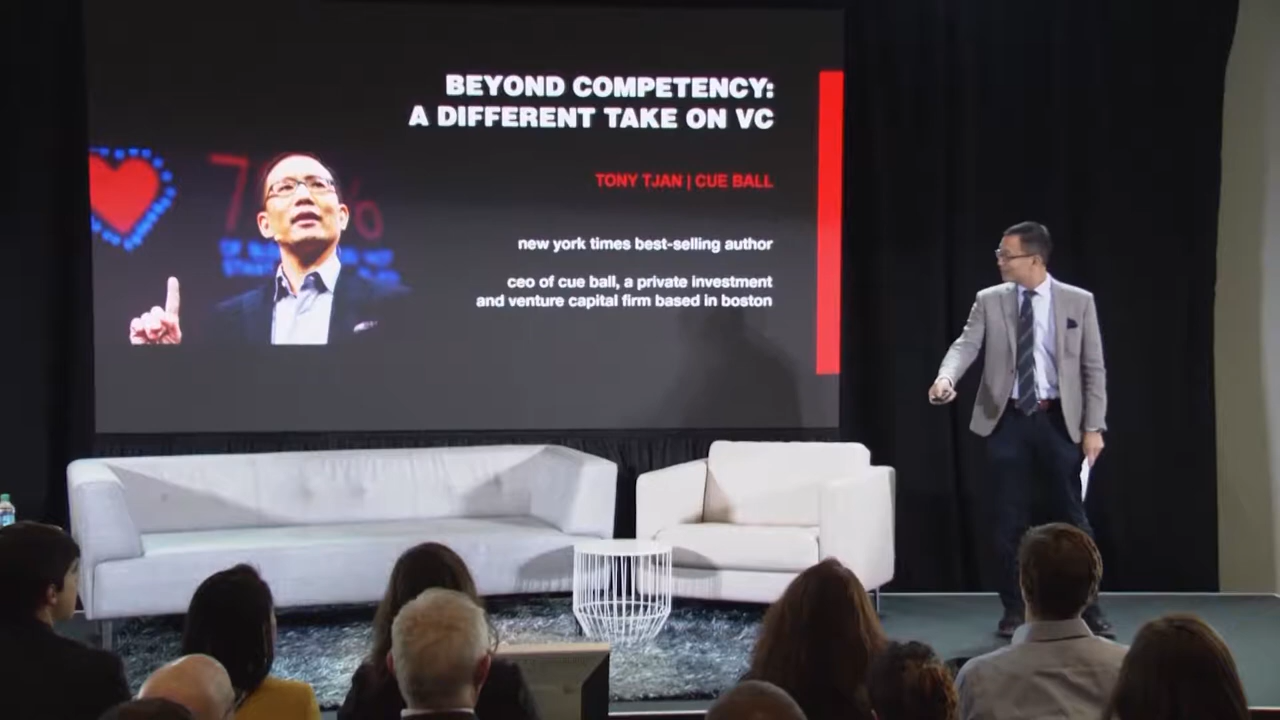 BEYOND COMPETENCY:
A DIFFERENT TAKE ON VC
TONY TJAN | CUE BALL
new york times best-selling author
ceo of cue ball, a private investment
and venture capital firm based in boston